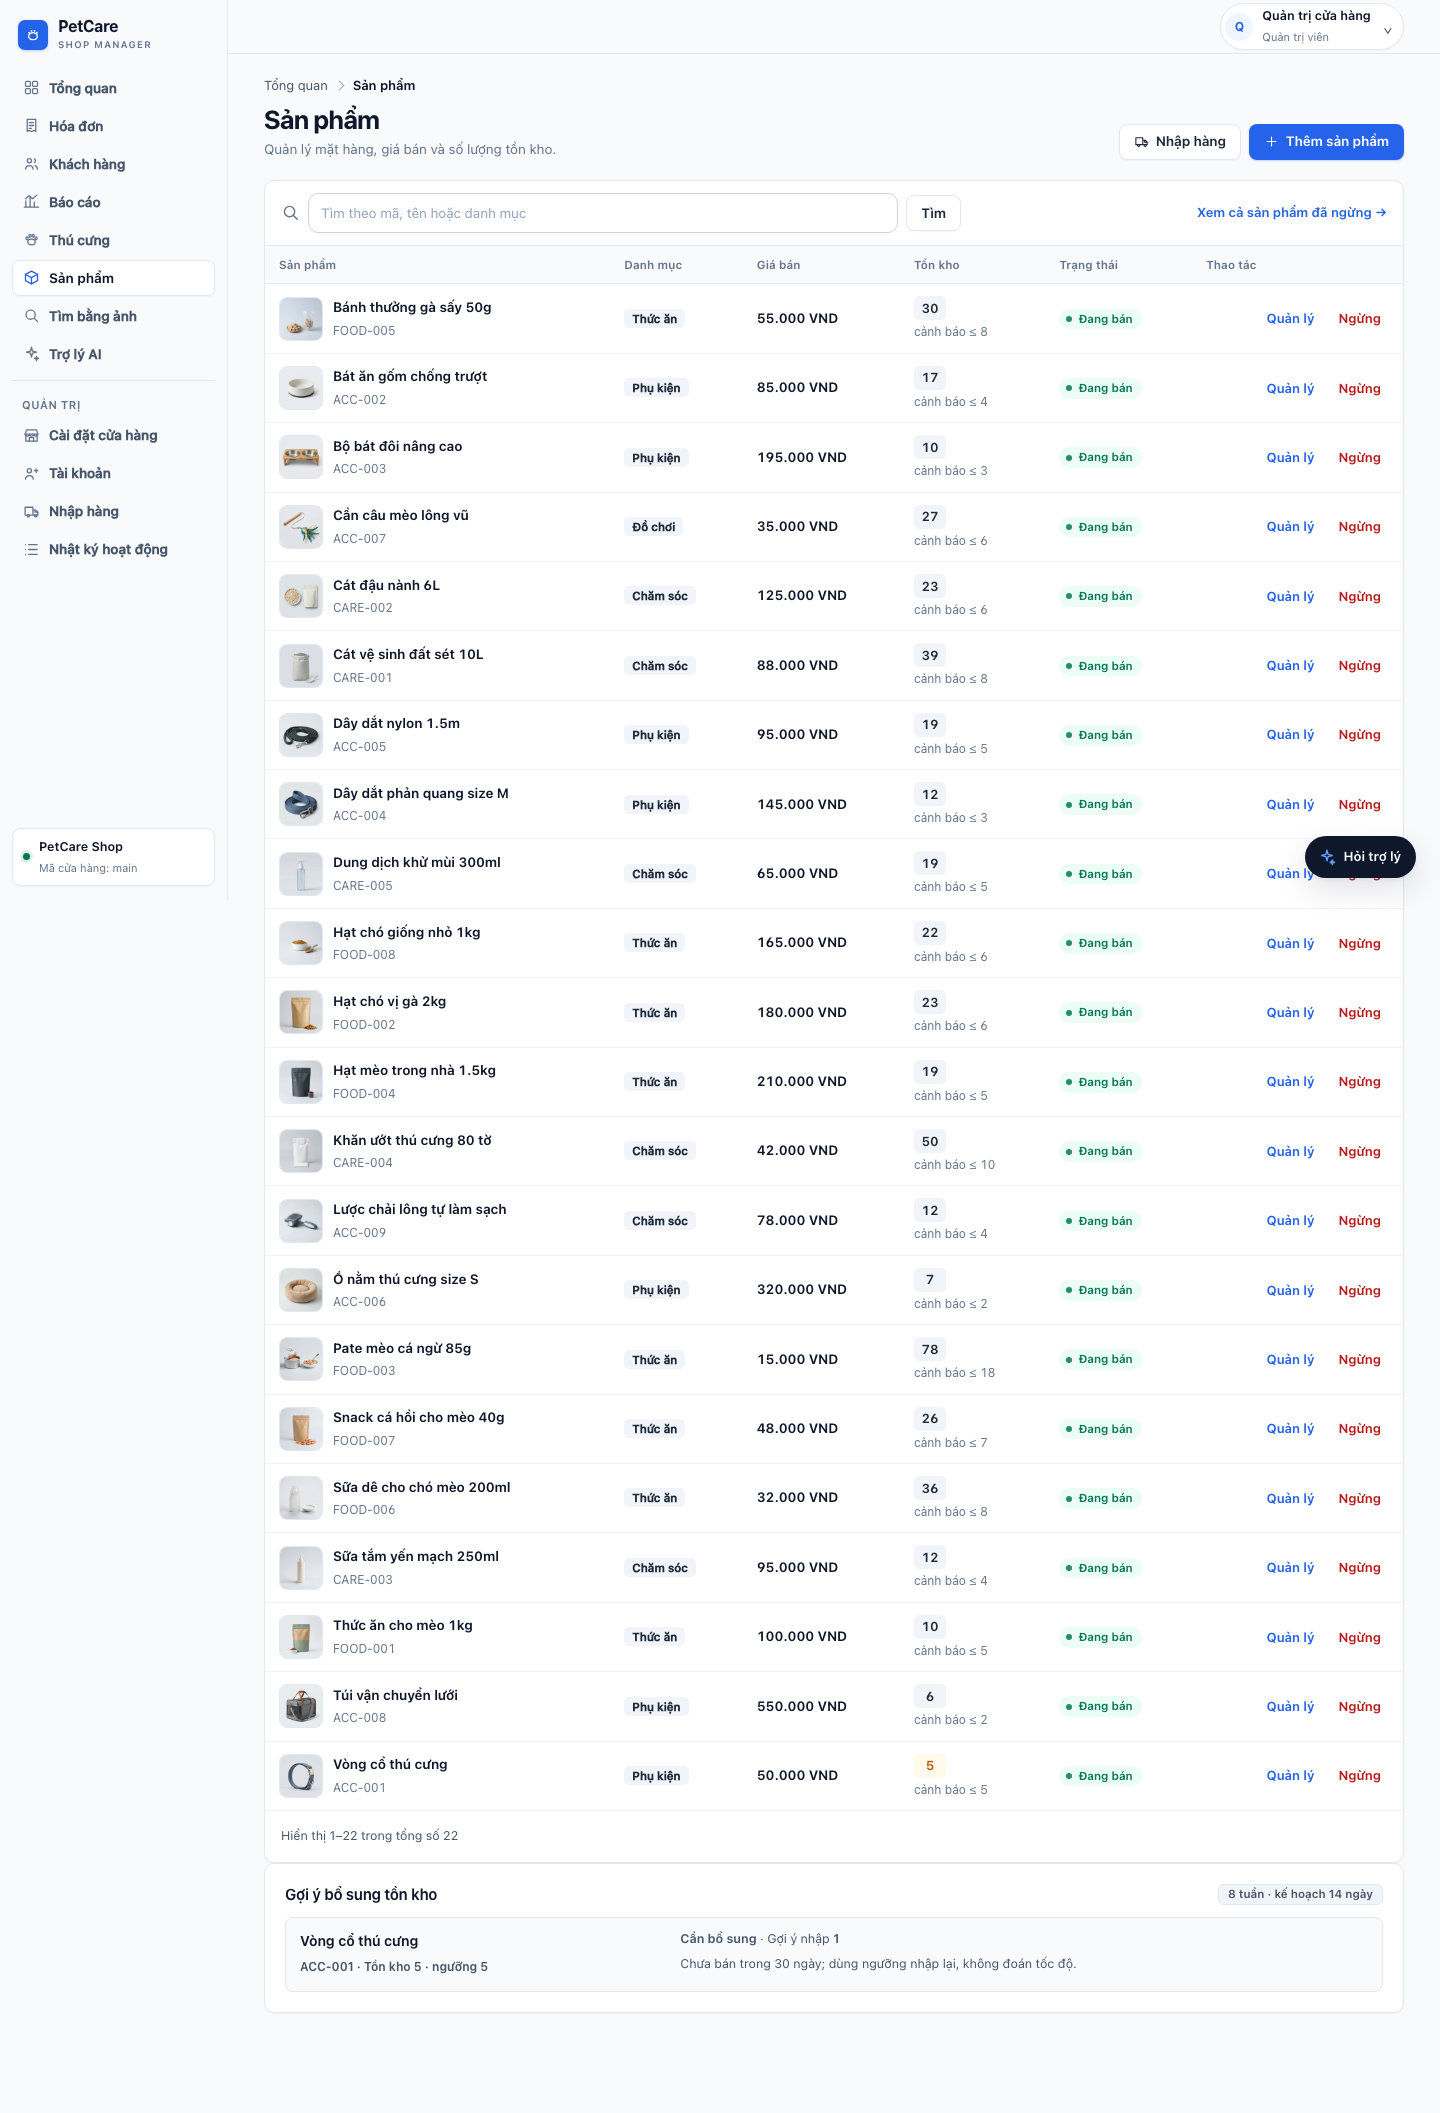 PetCare
SHOP MANAGER
Tổng quan
Hóa đơn
Khách hàng
Báo cáo
Thú cưng
Sản phẩm
Tìm bằng ảnh
Trợ lý AI
QUẢN TRỊ
Cài đặt cửa hàng
Tài khoản
Nhập hàng
Nhật ký hoạt động
PetCare Shop
Mã cửa hàng: main
Q
Quản trị cửa hàng
Quản trị viên
Tổng quan > Sản phẩm
Sản phẩm
Quản lý mặt hàng, giá bán và số lượng tồn kho.
Nhập hàng
+ Thêm sản phẩm
Tìm theo mã, tên hoặc danh mục
Tìm
Xem cả sản phẩm đã ngừng →
Sản phẩm Danh mục Giá bán Tồn kho Trạng thái Thao tác
Bánh thưởng gà sấy 50g
FOOD-005
Thức ăn
55.000 VND
30
cảnh báo ≤ 8
Đang bán
Quản lý Ngừng
Bát ăn gốm chống trượt
ACC-002
Phụ kiện
85.000 VND
17
cảnh báo ≤ 4
Đang bán
Quản lý Ngừng
Bộ bát đôi nâng cao
ACC-003
Phụ kiện
195.000 VND
10
cảnh báo ≤ 3
Đang bán
Quản lý Ngừng
Cần câu mèo lông vũ
ACC-007
Đồ chơi
35.000 VND
27
cảnh báo ≤ 6
Đang bán
Quản lý Ngừng
Cát đậu nành 6L
CARE-002
Chăm sóc
125.000 VND
23
cảnh báo ≤ 6
Đang bán
Quản lý Ngừng
Cát vệ sinh đất sét 10L
CARE-001
Chăm sóc
88.000 VND
39
cảnh báo ≤ 8
Đang bán
Quản lý Ngừng
Dây dắt nylon 1.5m
ACC-005
Phụ kiện
95.000 VND
19
cảnh báo ≤ 5
Đang bán
Quản lý Ngừng
Dây dắt phản quang size M
ACC-004
Phụ kiện
145.000 VND
12
cảnh báo ≤ 3
Đang bán
Quản lý Ngừng
Dung dịch khử mùi 300ml
CARE-005
Chăm sóc
65.000 VND
19
cảnh báo ≤ 5
Đang bán
Quản lý
Hỏi trợ lý
Hạt chó giống nhỏ 1kg
FOOD-008
Thức ăn
165.000 VND
22
cảnh báo ≤ 6
Đang bán
Quản lý Ngừng
Hạt chó vị gà 2kg
FOOD-002
Thức ăn
180.000 VND
23
cảnh báo ≤ 6
Đang bán
Quản lý Ngừng
Hạt mèo trong nhà 1.5kg
FOOD-004
Thức ăn
210.000 VND
19
cảnh báo ≤ 5
Đang bán
Quản lý Ngừng
Khăn ướt thú cưng 80 tờ
CARE-004
Chăm sóc
42.000 VND
50
cảnh báo ≤ 10
Đang bán
Quản lý Ngừng
Lược chải lông tự làm sạch
ACC-009
Chăm sóc
78.000 VND
12
cảnh báo ≤ 4
Đang bán
Quản lý Ngừng
Ổ nằm thú cưng size S
ACC-006
Phụ kiện
320.000 VND
7
cảnh báo ≤ 2
Đang bán
Quản lý Ngừng
Pate mèo cá ngừ 85g
FOOD-003
Thức ăn
15.000 VND
78
cảnh báo ≤ 18
Đang bán
Quản lý Ngừng
Snack cá hồi cho mèo 40g
FOOD-007
Thức ăn
48.000 VND
26
cảnh báo ≤ 7
Đang bán
Quản lý Ngừng
Sữa dê cho chó mèo 200ml
FOOD-006
Thức ăn
32.000 VND
36
cảnh báo ≤ 8
Đang bán
Quản lý Ngừng
Sữa tắm yến mạch 250ml
CARE-003
Chăm sóc
95.000 VND
12
cảnh báo ≤ 4
Đang bán
Quản lý Ngừng
Thức ăn cho mèo 1kg
FOOD-001
Thức ăn
100.000 VND
10
cảnh báo ≤ 5
Đang bán
Quản lý Ngừng
Túi vận chuyển lưới
ACC-008
Phụ kiện
550.000 VND
6
cảnh báo ≤ 2
Đang bán
Quản lý Ngừng
Vòng cổ thú cưng
ACC-001
Phụ kiện
50.000 VND
5
cảnh báo ≤ 5
Đang bán
Quản lý Ngừng
Hiển thị 1–22 trong tổng số 22
Gợi ý bổ sung tồn kho
8 tuần · kế hoạch 14 ngày
Vòng cổ thú cưng
ACC-001 · Tồn kho 5 · ngưỡng 5
Cần bổ sung · Gợi ý nhập 1
Chưa bán trong 30 ngày; dùng ngưỡng nhập lại, không đoán tốc độ.